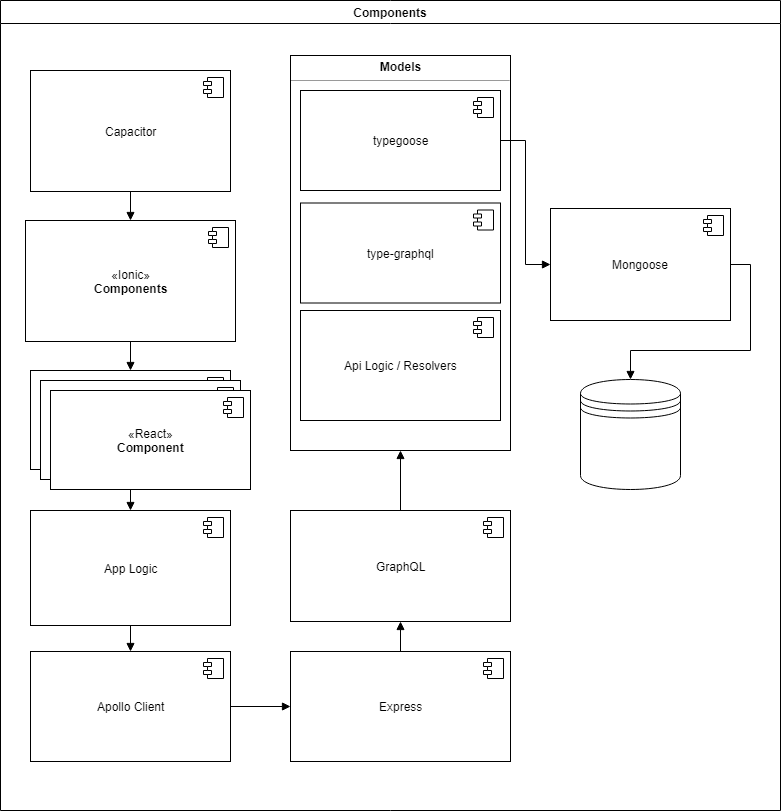 Components
Capacitor
«Ionic»
Components
«React»
Component
App Logic
Apollo Client
Models
typegoose
type-graphql
Api Logic / Resolvers
GraphQL
Express
Mongoose